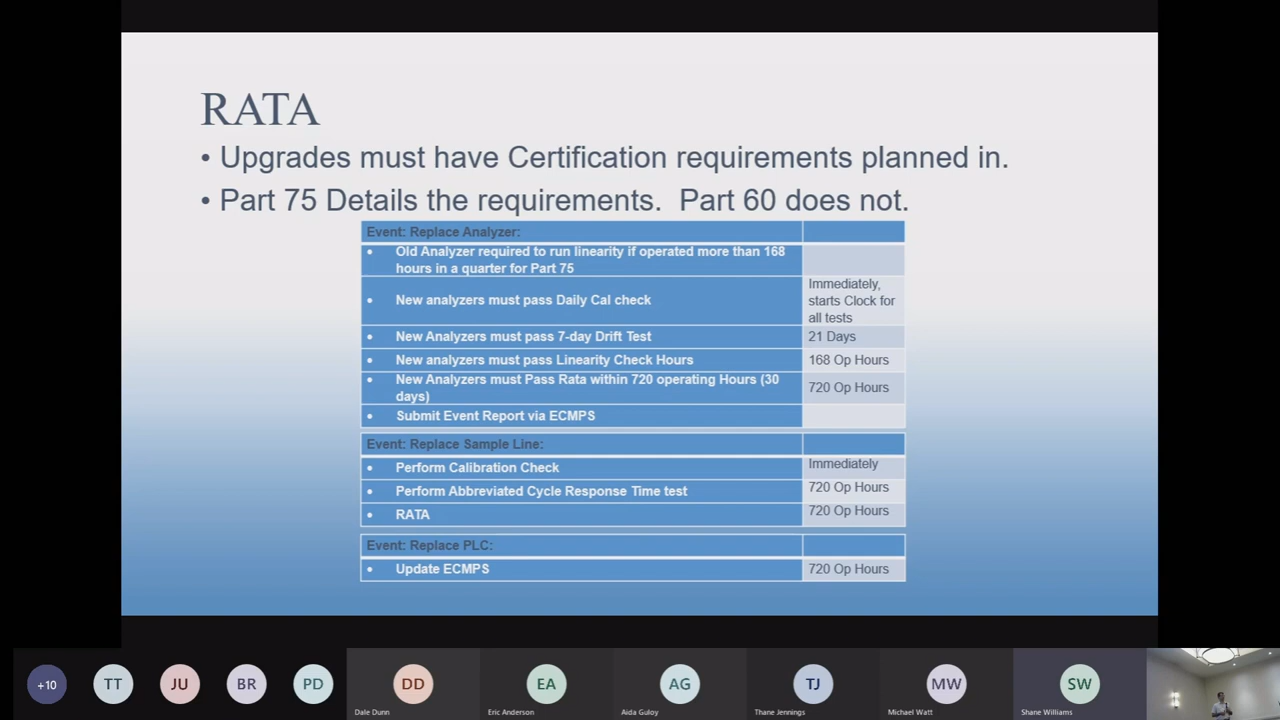 RATA
• Upgrades must have Certification requirements planned in.
• Part 75 Details the requirements.  Part 60 does not.
Event: Replace Analyzer:
• Old Analyzer required to run linearity if operated more than 168
hours in a quarter for Part 75
• New analyzers must pass Daily Cal check
Immediately,
starts Clock for
all tests
• New Analyzers must pass 7-day Drift Test
21 Days
• New analyzers must pass Linearity Check Hours
168 Op Hours
• New Analyzers must Pass Rata within 720 operating Hours (30
days)
720 Op Hours
• Submit Event Report via ECMPS
Event: Replace Sample Line:
• Perform Calibration Check
Immediately
• Perform Abbreviated Cycle Response Time test
720 Op Hours
• RATA
720 Op Hours
Event: Replace PLC:
• Update ECMPS
720 Op Hours
+10
TT
JU
BR
PD
DD
Dale Dunn
EA
Eric Anderson
AG
Aida Guloy
TJ
Thane Jennings
MW
Michael Watt
SW
Shane Williams